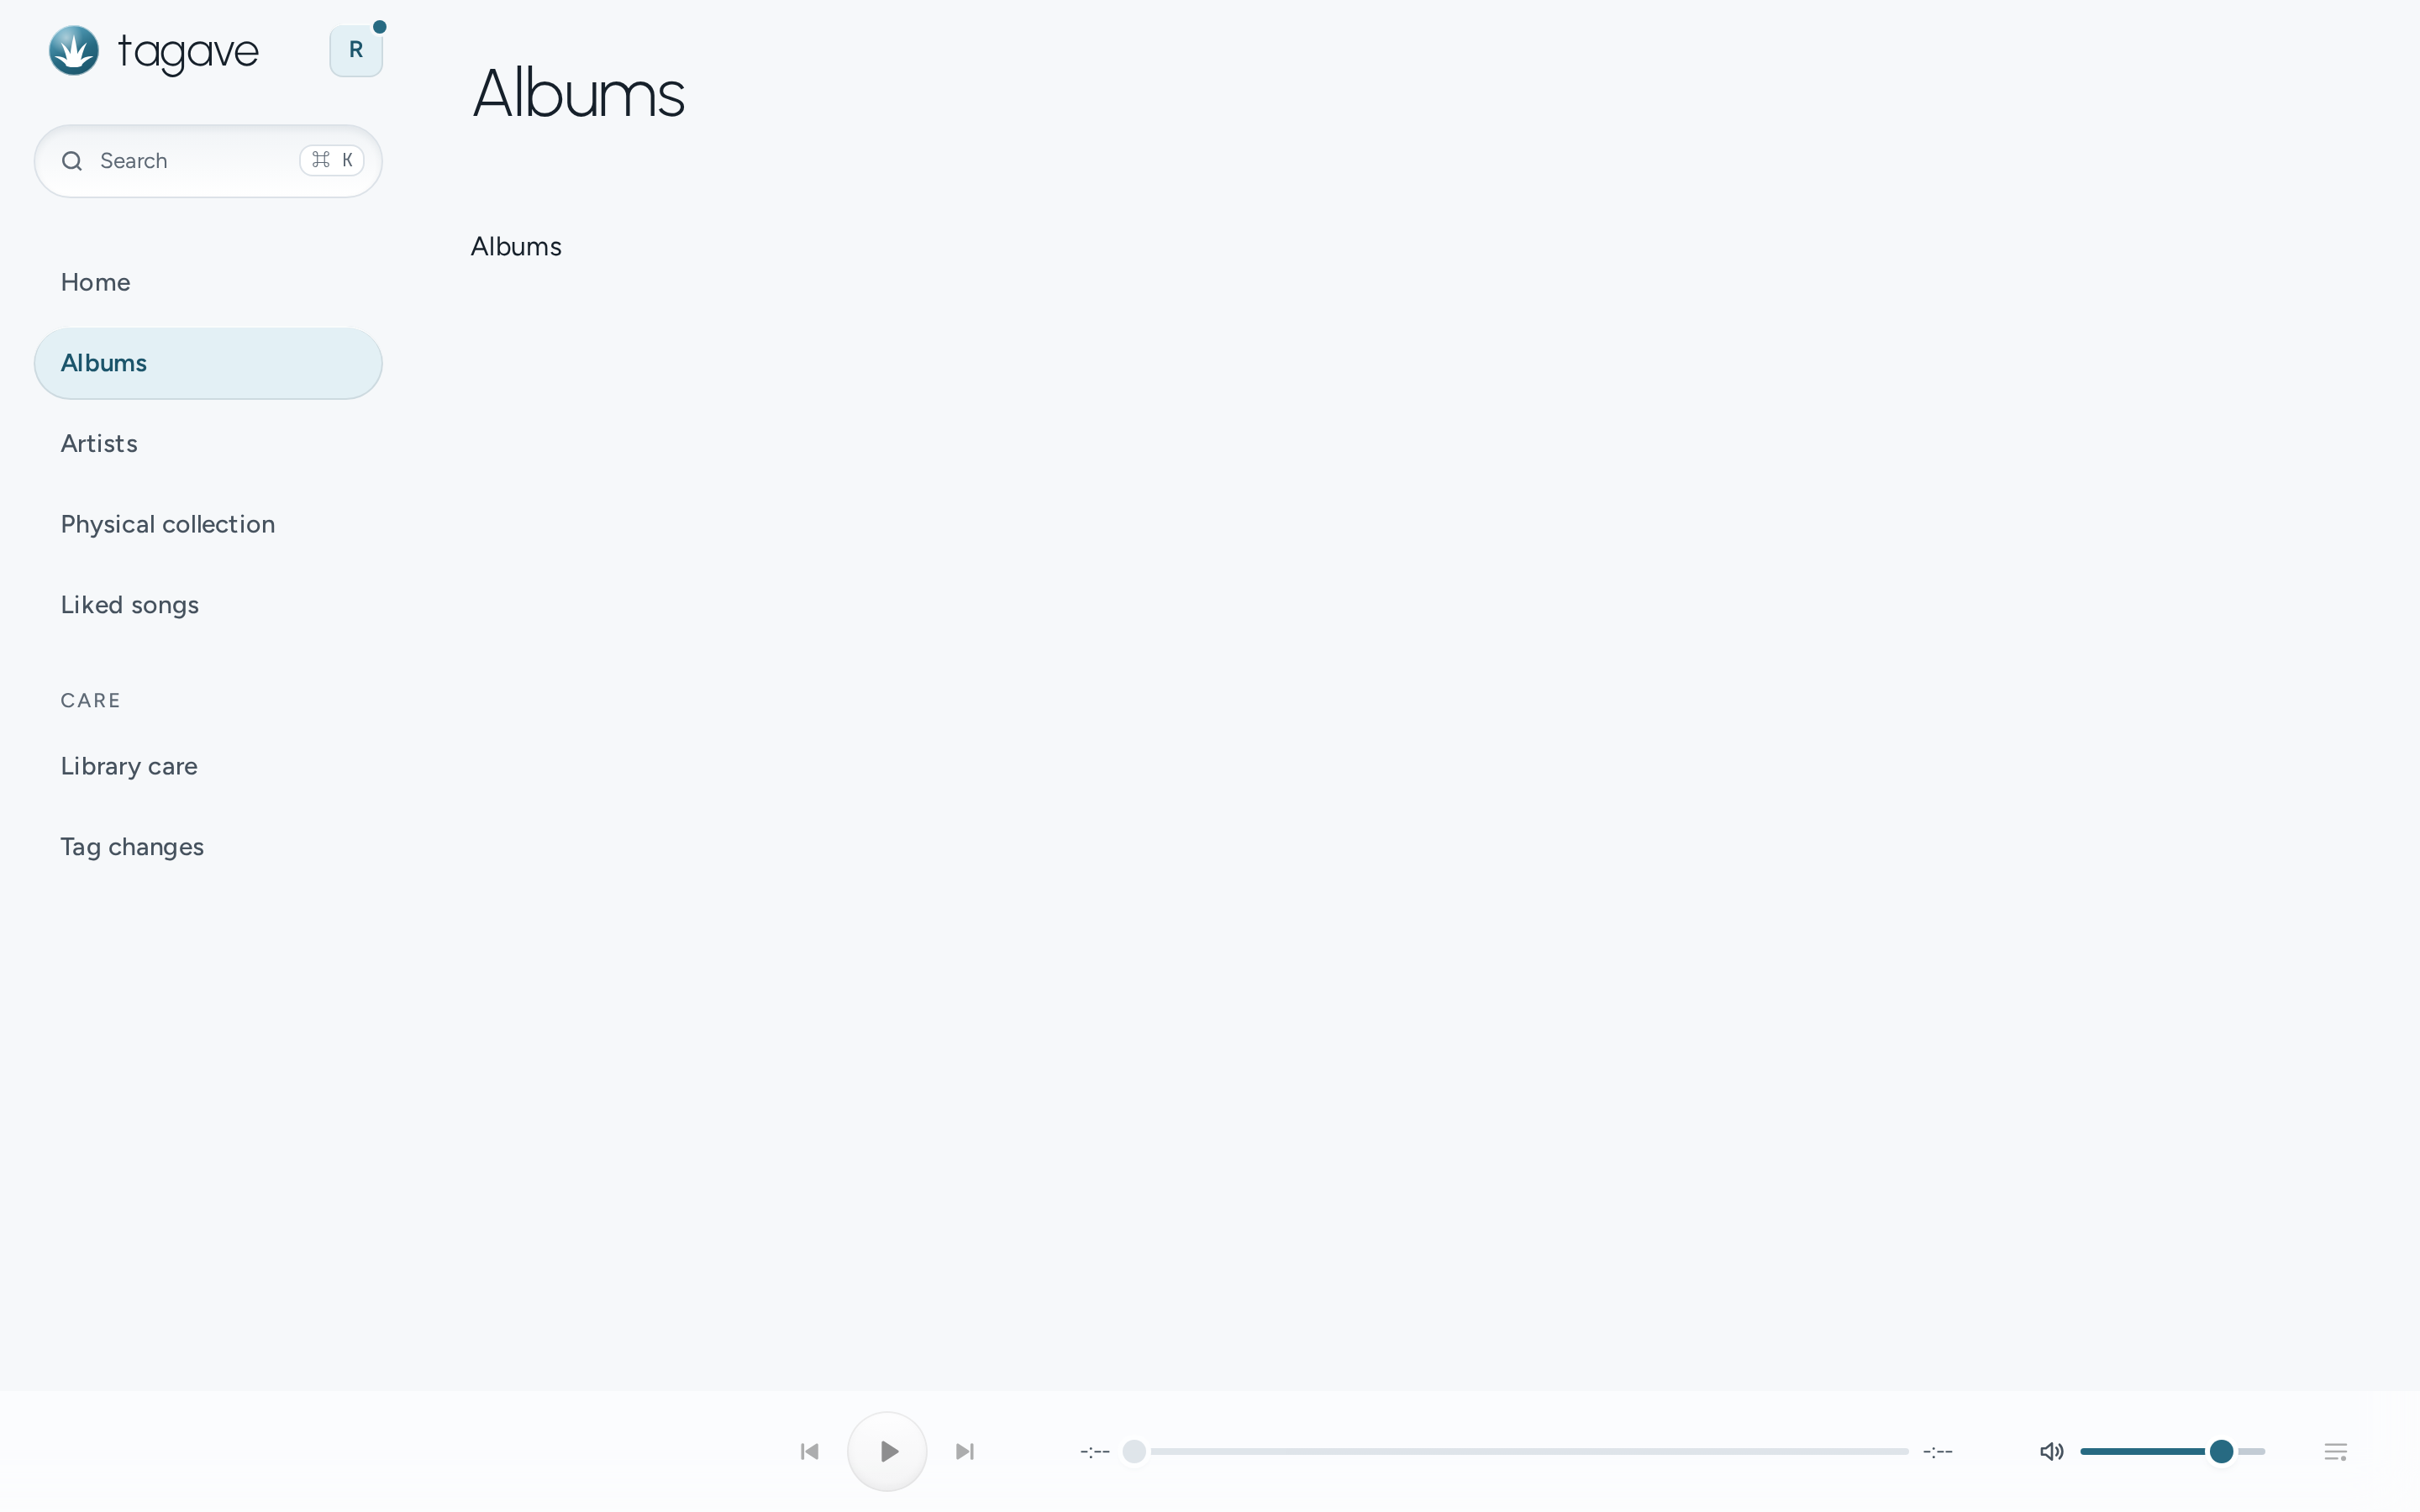 tagave
R
Search
⌘ K
Home
Albums
Artists
Physical collection
Liked songs
CARE
Library care
Tag changes
Albums
Albums
-:--
-:--